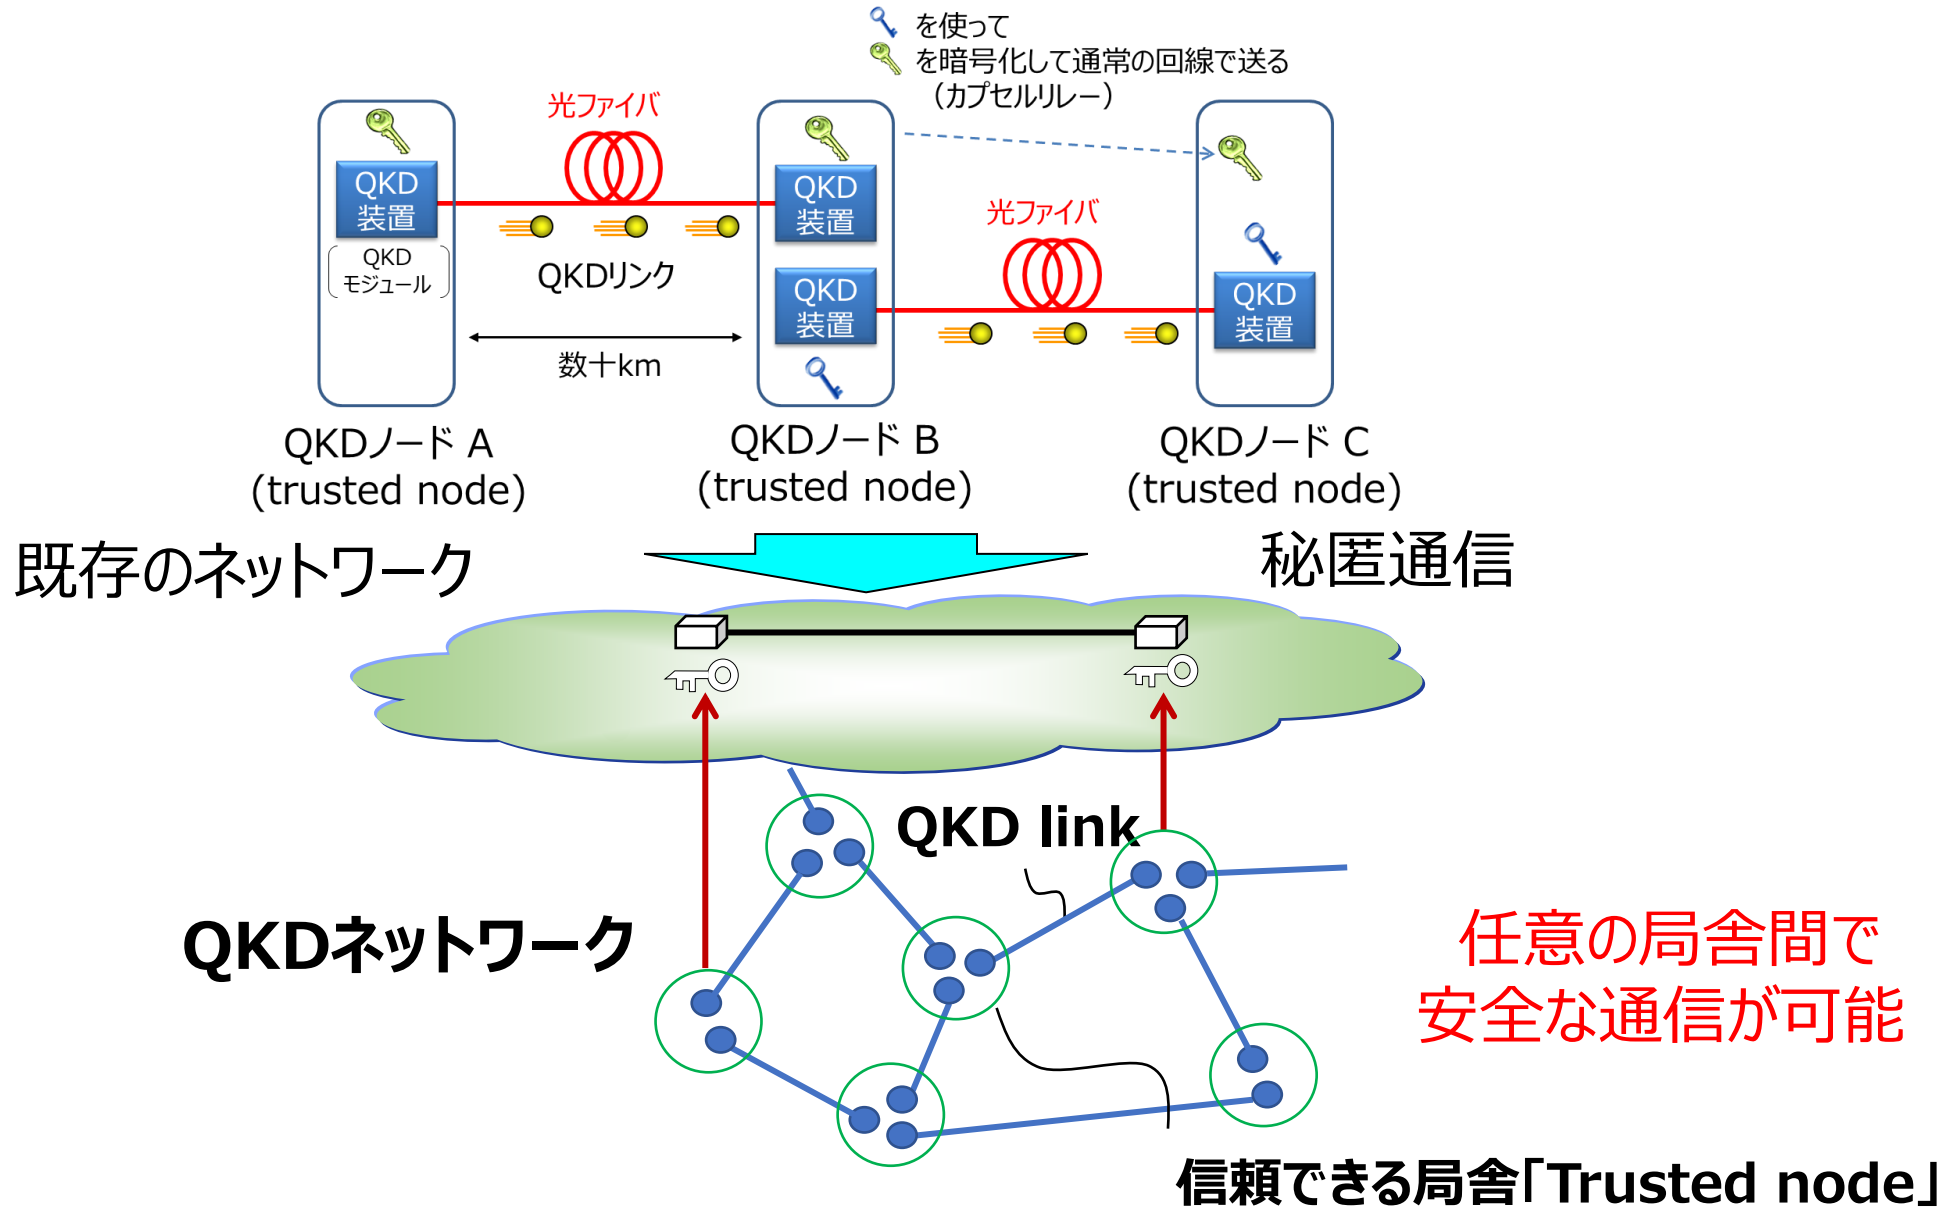 を使って
を暗号化して通常の回線で送る
（カプセルリレー）
光ファイバ
QKD
装置
QKD
モジュール
QKDリンク
数十km
QKD
装置
QKD
装置
光ファイバ
QKD
装置
QKDノード A
(trusted node)
QKDノード B
(trusted node)
QKDノード C
(trusted node)
既存のネットワーク
秘匿通信
QKD link
QKDネットワーク
任意の局舎間で
安全な通信が可能
信頼できる局舎「Trusted node」